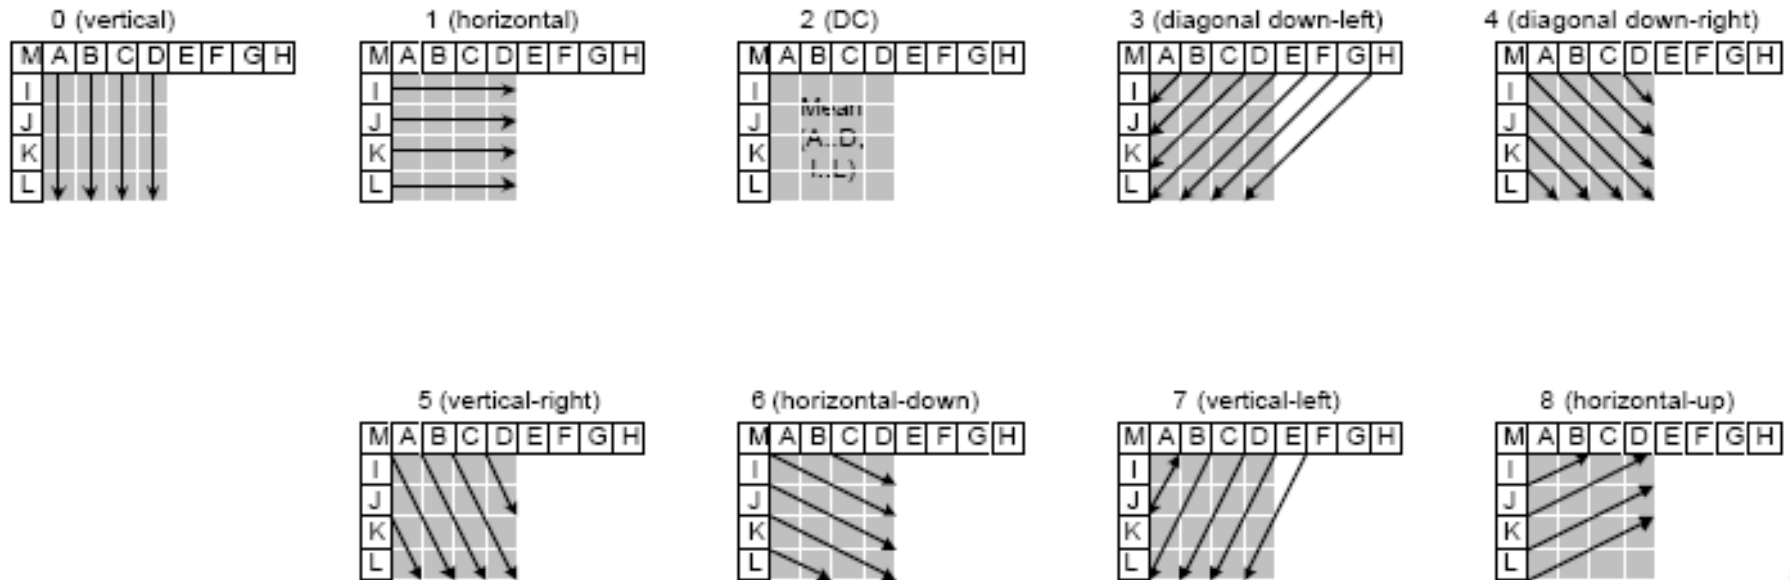 0 (vertical)
1 (horizontal)
2 (DC)
3 (diagonal down-left)
4 (diagonal down-right)
M A B C D E F G H
I
J
K
L
M A B C D E F G H
I
J
K
L
M A B C D E F G H
I
J
K
L
Mean
(A..D,
I..L)
M A B C D E F G H
I
J
K
L
M A B C D E F G H
I
J
K
L
5 (vertical-right)
6 (horizontal-down)
7 (vertical-left)
8 (horizontal-up)
M A B C D E F G H
I
J
K
L
M A B C D E F G H
I
J
K
L
M A B C D E F G H
I
J
K
L
M A B C D E F G H
I
J
K
L